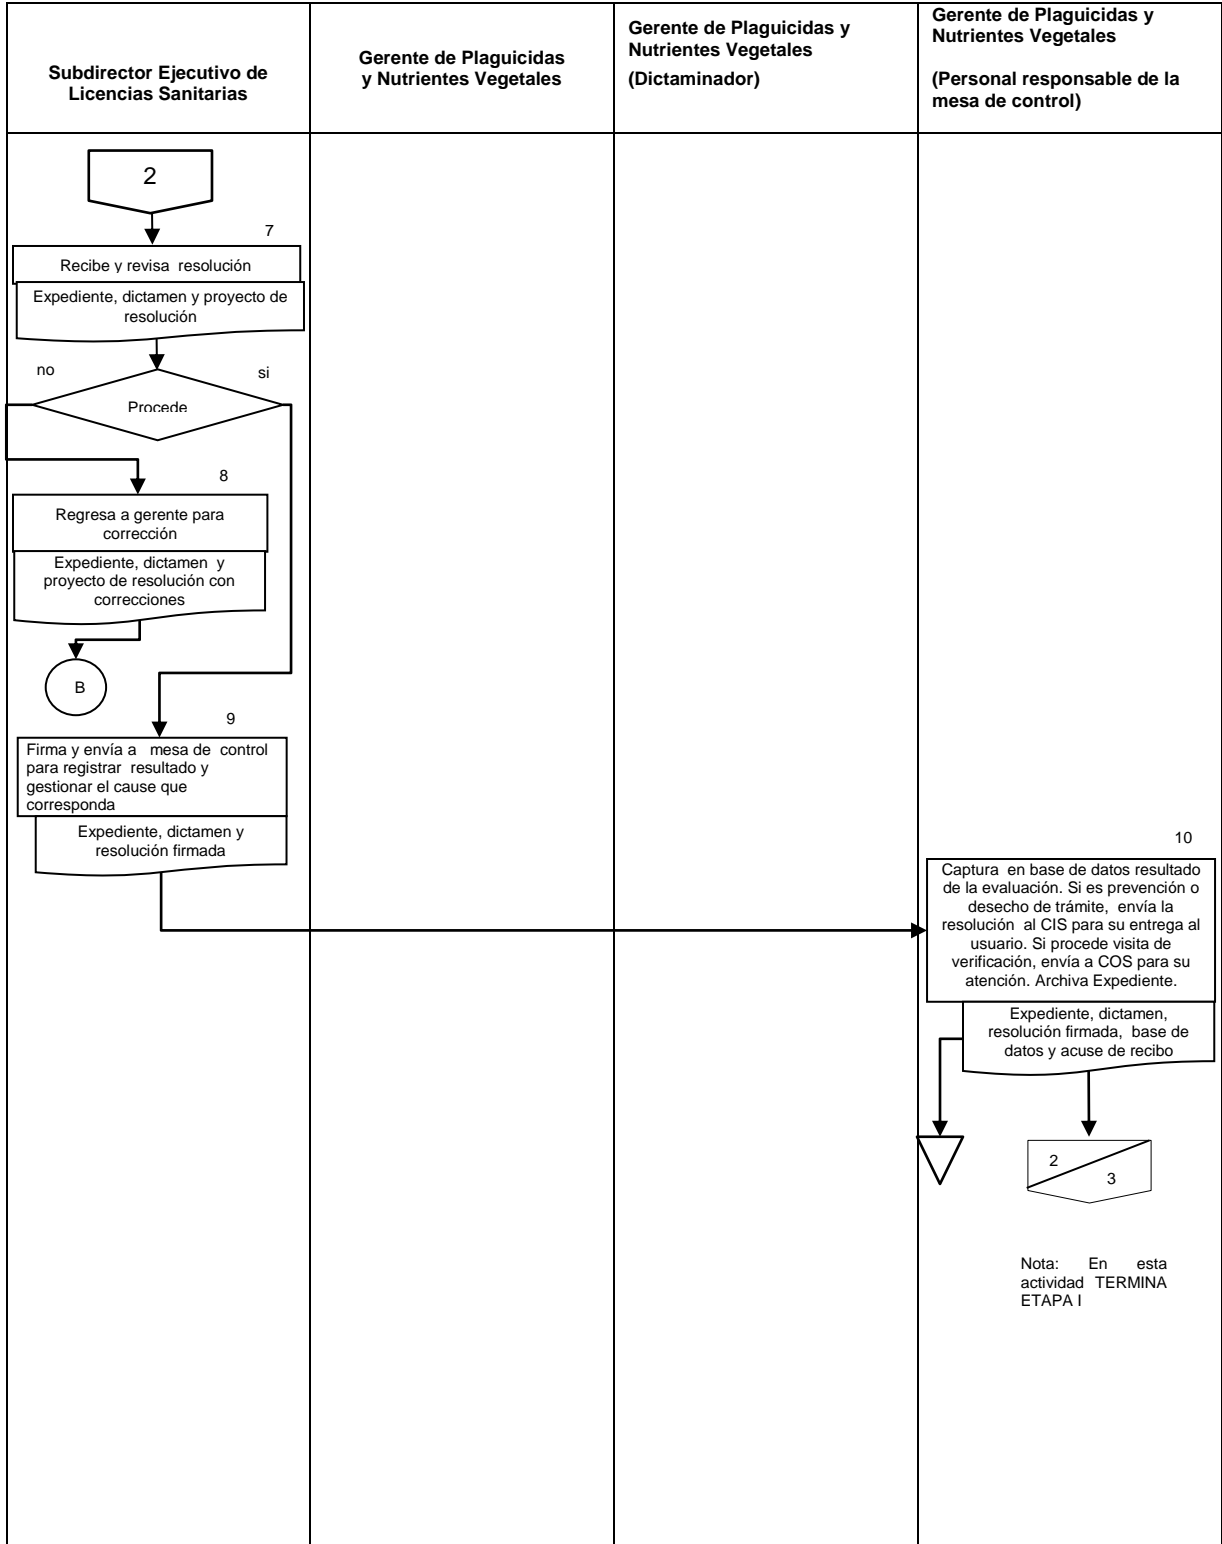 Subdirector Ejecutivo de
Licencias Sanitarias
Gerente de Plaguicidas
y Nutrientes Vegetales
Gerente de Plaguicidas y
Nutrientes Vegetales
(Dictaminador)
Gerente de Plaguicidas y
Nutrientes Vegetales
(Personal responsable de la
mesa de control)
2
7
Recibe y revisa resolución
Expediente, dictamen y proyecto de
resolución
no
si
Procede
8
Regresa a gerente para
corrección
Expediente, dictamen y
proyecto de resolución con
correcciones
B
9
Firma y envía a mesa de control
para registrar resultado y
gestionar el cause que
corresponda
Expediente, dictamen y
resolución firmada
10
Captura en base de datos resultado
de la evaluación. Si es prevención o
desecho de trámite, envía la
resolución al CIS para su entrega al
usuario. Si procede visita de
verificación, envía a COS para su
atención. Archiva Expediente.
Expediente, dictamen,
resolución firmada, base de
datos y acuse de recibo
2
3
Nota: En esta
actividad TERMINA
ETAPA I